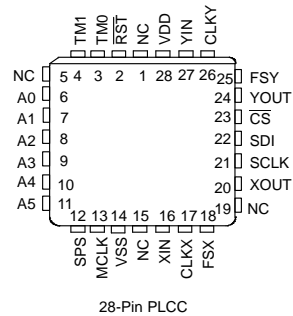 TM1 TM0 RST NC VDD YIN CLKY
4 3 2 1 28 27 26
NC 5 25 FSY
A0 6 24 YOUT
A1 7 23 CS
A2 8 22 SDI
A3 9 21 SCLK
A4 10 20 XOUT
A5 11 19 NC
12 13 14 15 16 17 18
SPS MCLK VSS NC XIN CLKX FSX
28-Pin PLCC